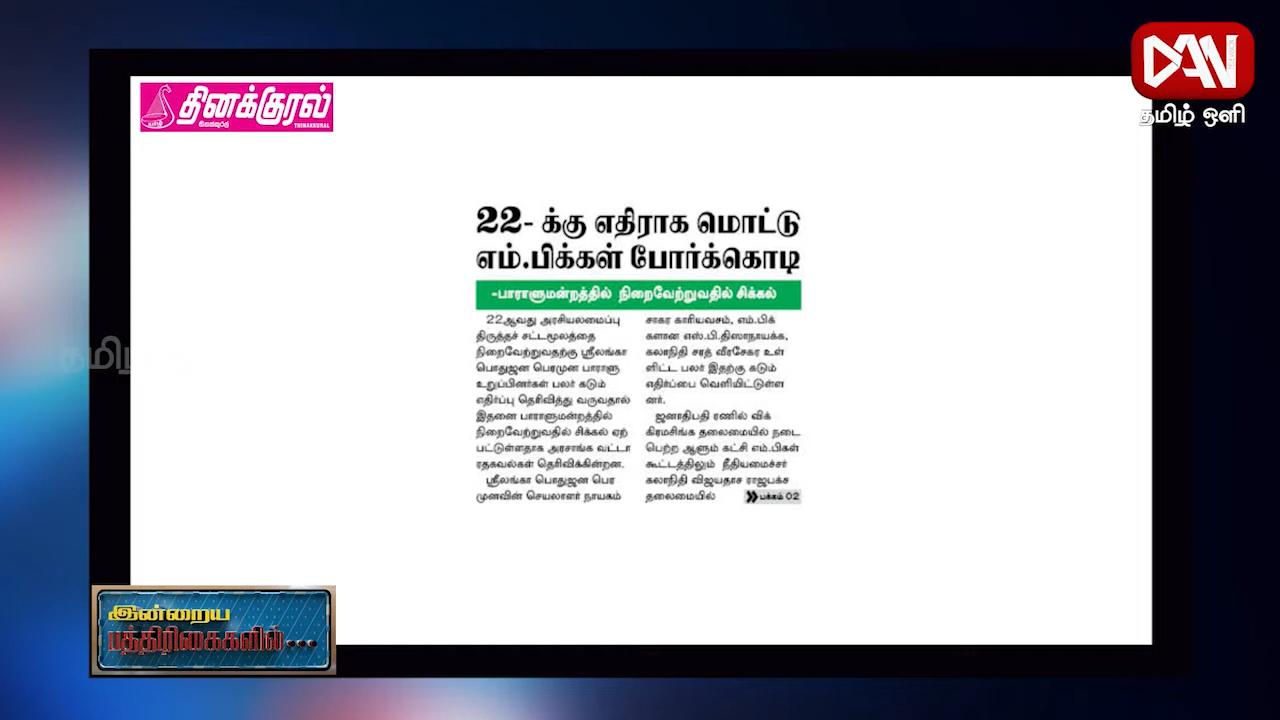 DAN
தமிழ் ஒளி
தினக்குரல்
யாழ்
தினக்குரல்
THINAKKURAL
22- க்கு எதிராக மொட்டு
எம்.பிக்கள் போர்க்கொடி
-பாராளுமன்றத்தில் நிறைவேற்றுவதில் சிக்கல்
22ஆவது அரசியலமைப்பு
திருத்தச் சட்டமூலத்தை
நிறைவேற்றுவதற்கு ஸ்ரீலங்கா
பொதுஜன பெரமுன பாராளு
உறுப்பினர்கள் பலர் கடும்
எதிர்ப்பு தெரிவித்து வருவதால்
இதனை பாராளுமன்றத்தில்
நிறைவேற்றுவதில் சிக்கல் ஏற்
பட்டுள்ளதாக அரசாங்க வட்டா
ரதகவல்கள் தெரிவிக்கின்றன.
ஸ்ரீலங்கா பொதுஜன பெர
முனவின் செயலாளர் நாயகம்
சாகர காரியவசம், எம்.பிக்
களான எஸ்.பி.திஸாநாயக்க,
கலாநிதி சரத் வீரசேகர உள்
ளிட்ட பலர் இதற்கு கடும்
எதிர்ப்பை வெளியிட்டுள்ள
னர்.
ஜனாதிபதி ரணில் விக்
கிரமசிங்க தலைமையில் நடை
பெற்ற ஆளும் கட்சி எம்.பிகள்
கூட்டத்திலும் நீதியமைச்சர்
கலாநிதி விஜயதாச ராஜபக்ச
தலைமையில்
பக்கம் 02
தமிழ்
இன்றைய
பத்திரிகைகளில்...